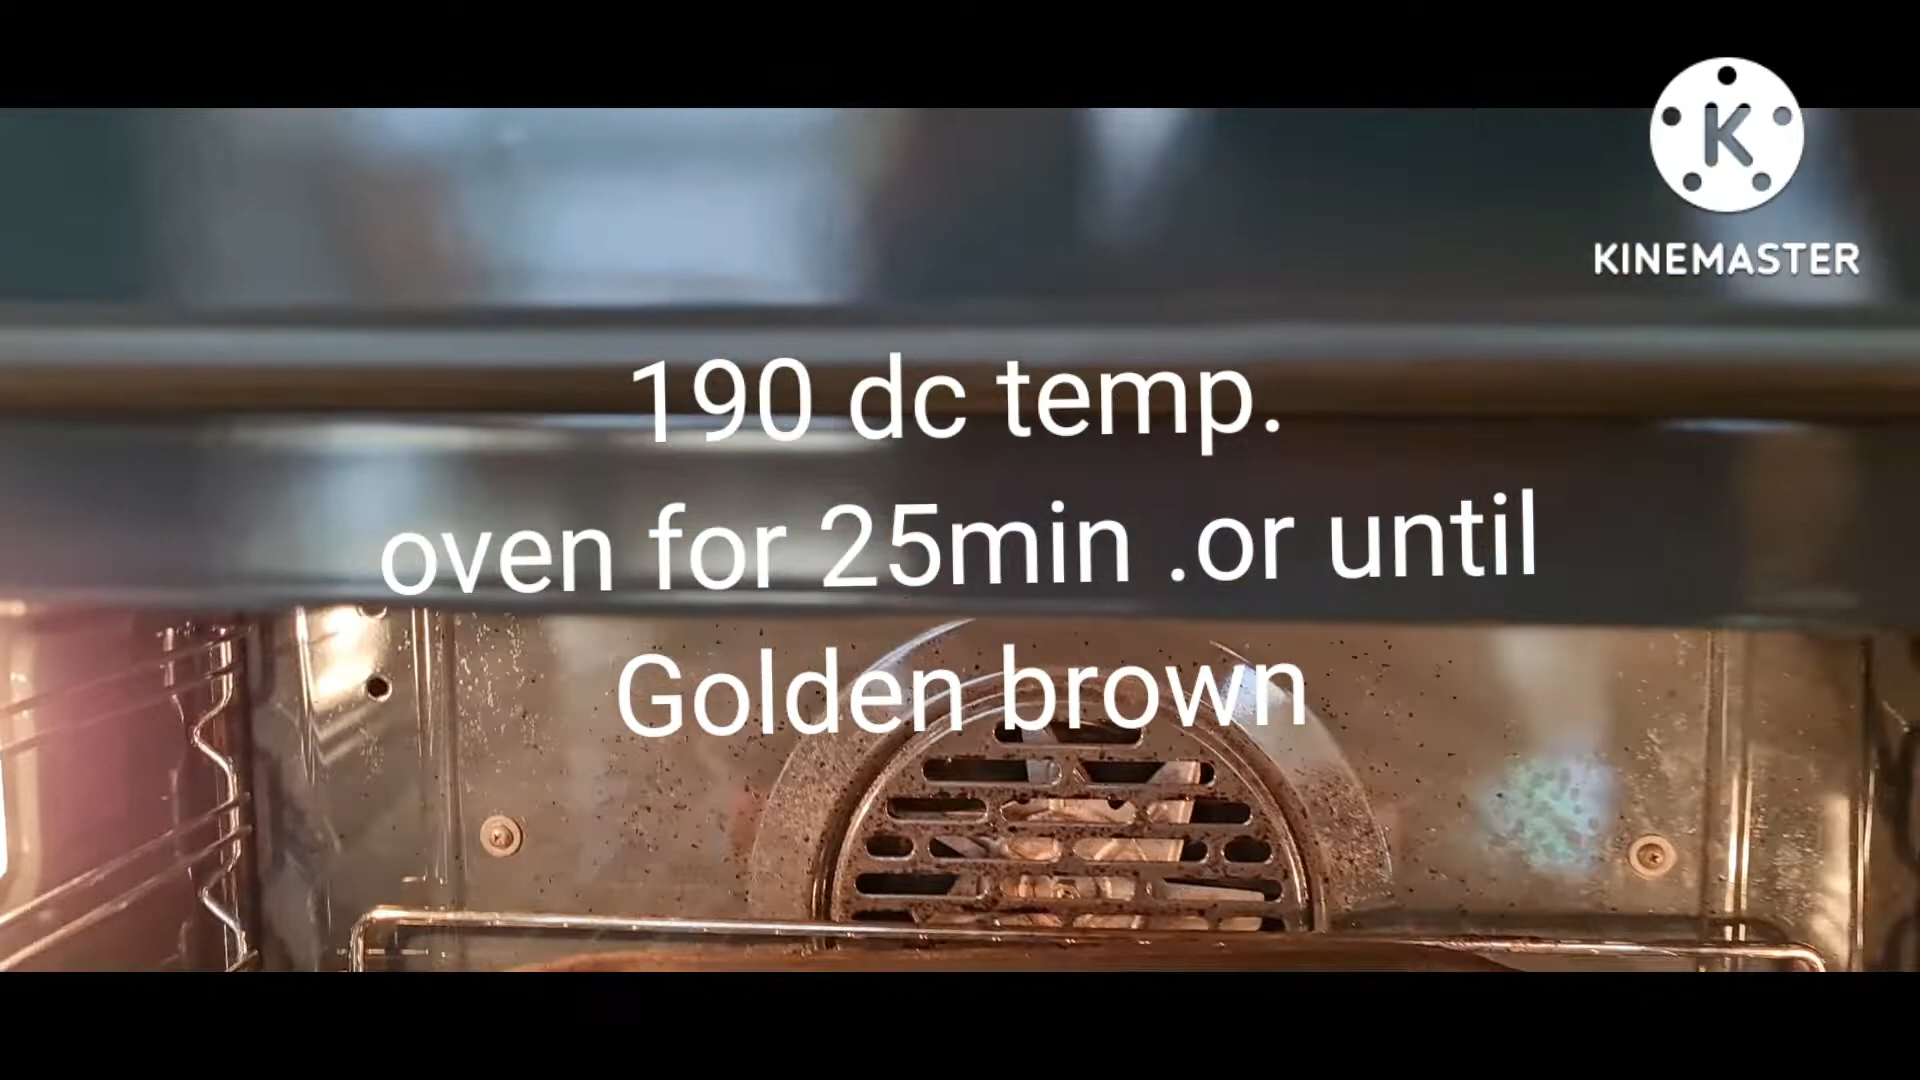 K
KINEMASTER
190 dc temp.
oven for 25min .or until
Golden brown